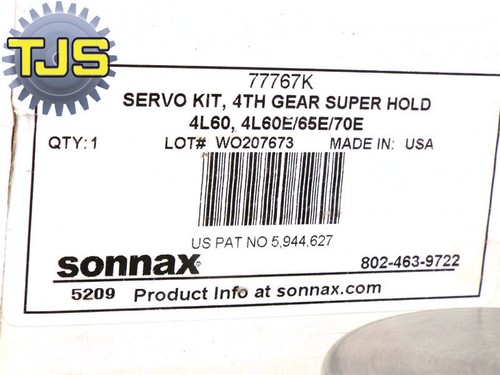 TJS
77767K
SERVO KIT, 4TH GEAR SUPER HOLD
4L60, 4L60E/65E/70E
QTY: 1 LOT# WO207673 MADE IN: USA
US PAT NO 5,944,627
sonnax® 802-463-9722
5209 Product Info at sonnax.com